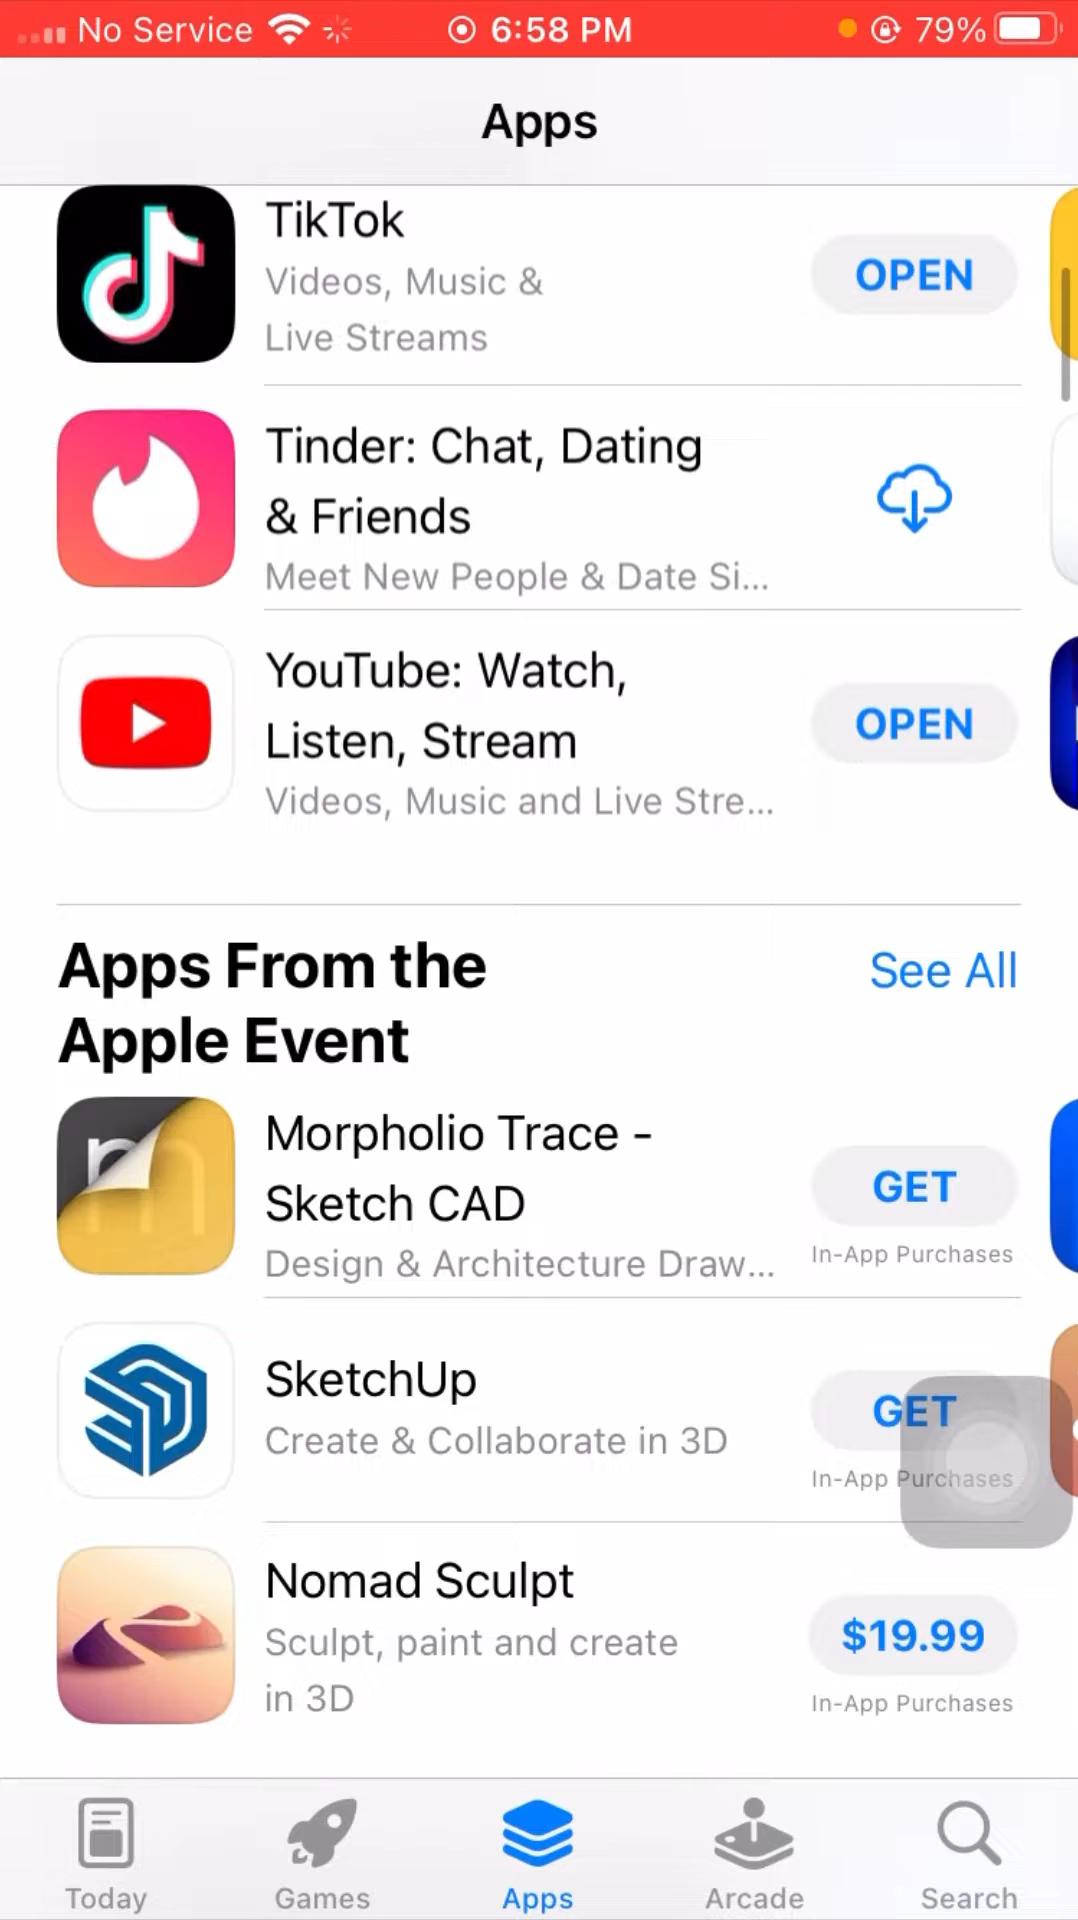 No Service 6:58 PM 79%
Apps
TikTok
Videos, Music &
Live Streams
OPEN
Tinder: Chat, Dating
& Friends
Meet New People & Date Si...
YouTube: Watch,
Listen, Stream
Videos, Music and Live Stre...
OPEN
Apps From the
Apple Event
See All
Morpholio Trace -
Sketch CAD
Design & Architecture Draw...
GET
In-App Purchases
SketchUp
Create & Collaborate in 3D
GET
In-App Purchases
Nomad Sculpt
Sculpt, paint and create
in 3D
$19.99
In-App Purchases
Today Games Apps Arcade Search